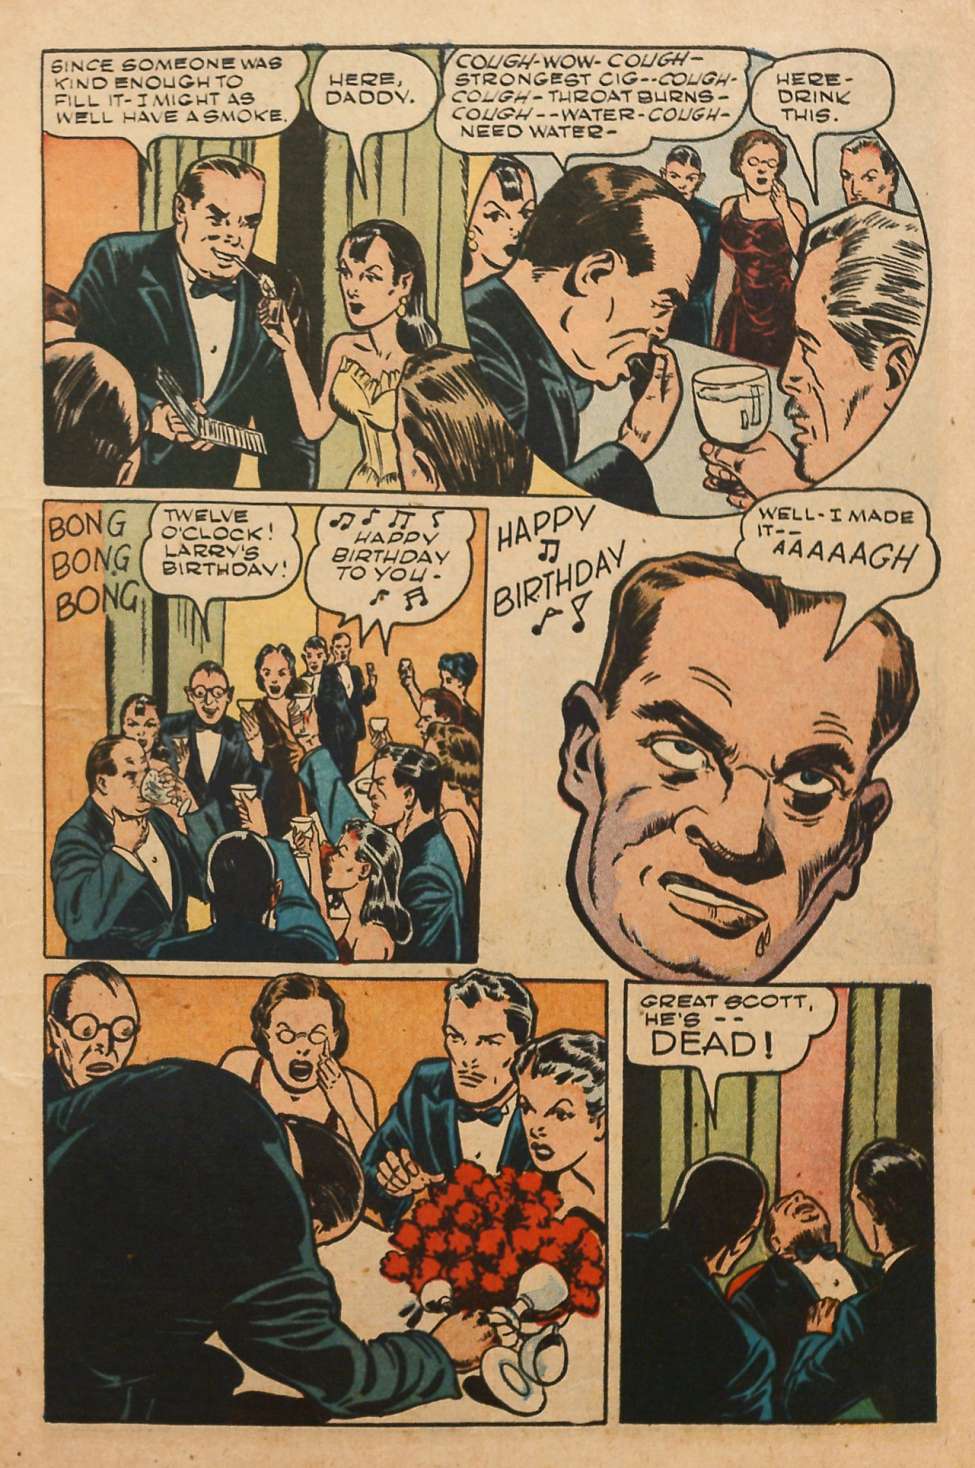 SINCE SOMEONE WAS
KIND ENOUGH TO
FILL IT-I MIGHT AS
WELL HAVE A SMOKE.
HERE,
DADDY.
COUGH-WOW-COUGH-
STRONGEST CIG--COUGH-
COUGH-THROAT BURNS-
COUGH--WATER-COUGH-
NEED WATER-
HERE-
DRINK
THIS.
BONG
BONG
BONG
TWELVE
O'CLOCK!
LARRY'S
BIRTHDAY!
HAPPY
BIRTHDAY
TO YOU-
HAPPY
BIRTHDAY
WELL-I MADE
IT--
AAAAAGH
GREAT SCOTT,
HE'S --
DEAD!